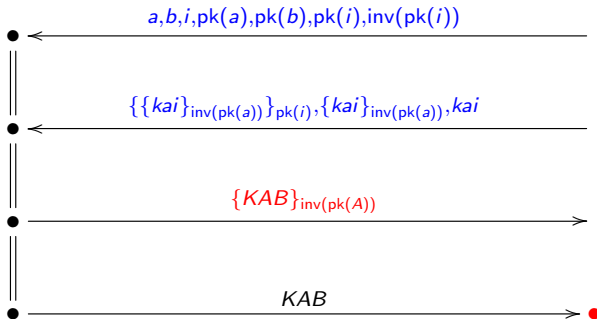 a,b,i,pk(a),pk(b),pk(i),inv(pk(i))
{{kai}inv(pk(a))}pk(i),{kai}inv(pk(a)),kai
{KAB}inv(pk(A))
KAB